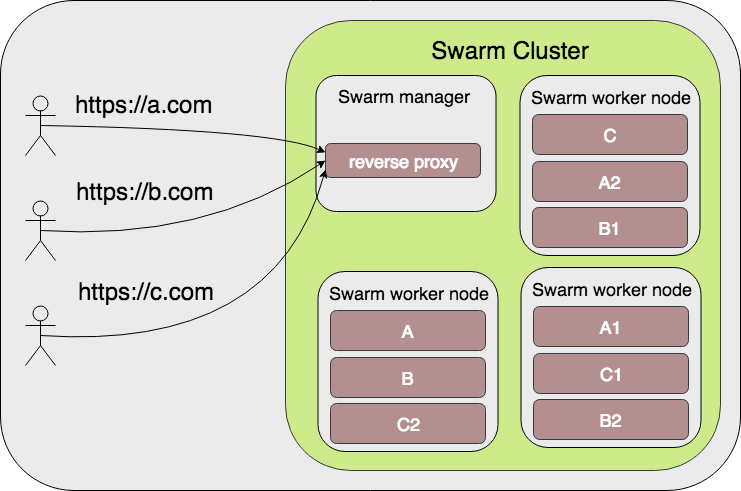 Swarm Cluster
https://a.com
https://b.com
https://c.com
Swarm manager
reverse proxy
Swarm worker node
C
A2
B1
Swarm worker node
A
B
C2
Swarm worker node
A1
C1
B2